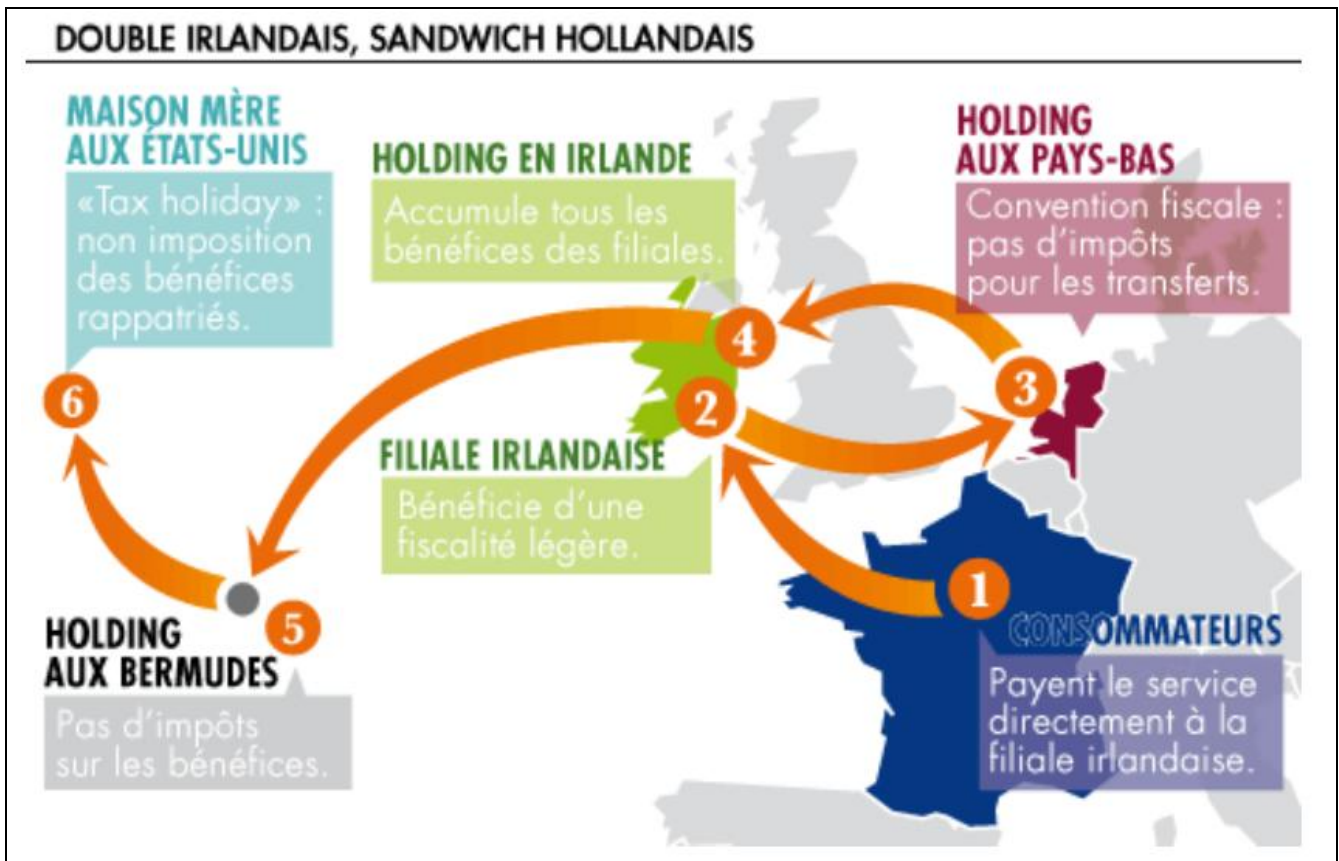 DOUBLE IRLANDAIS, SANDWICH HOLLANDAIS
MAISON MÈRE
AUX ÉTATS-UNIS
«Tax holiday» :
non imposition
des bénéfices
rappatriés.
HOLDING EN IRLANDE
Accumule tous les
bénéfices des filiales.
HOLDING
AUX PAYS-BAS
Convention fiscale :
pas d'impôts
pour les transferts.
4
3
6
2
FILIALE IRLANDAISE
Bénéficie d'une
fiscalité légère.
1
CONSOMMATEURS
Payent le service
directement à la
filiale irlandaise.
5
HOLDING
AUX BERMUDES
Pas d'impôts
sur les bénéfices.